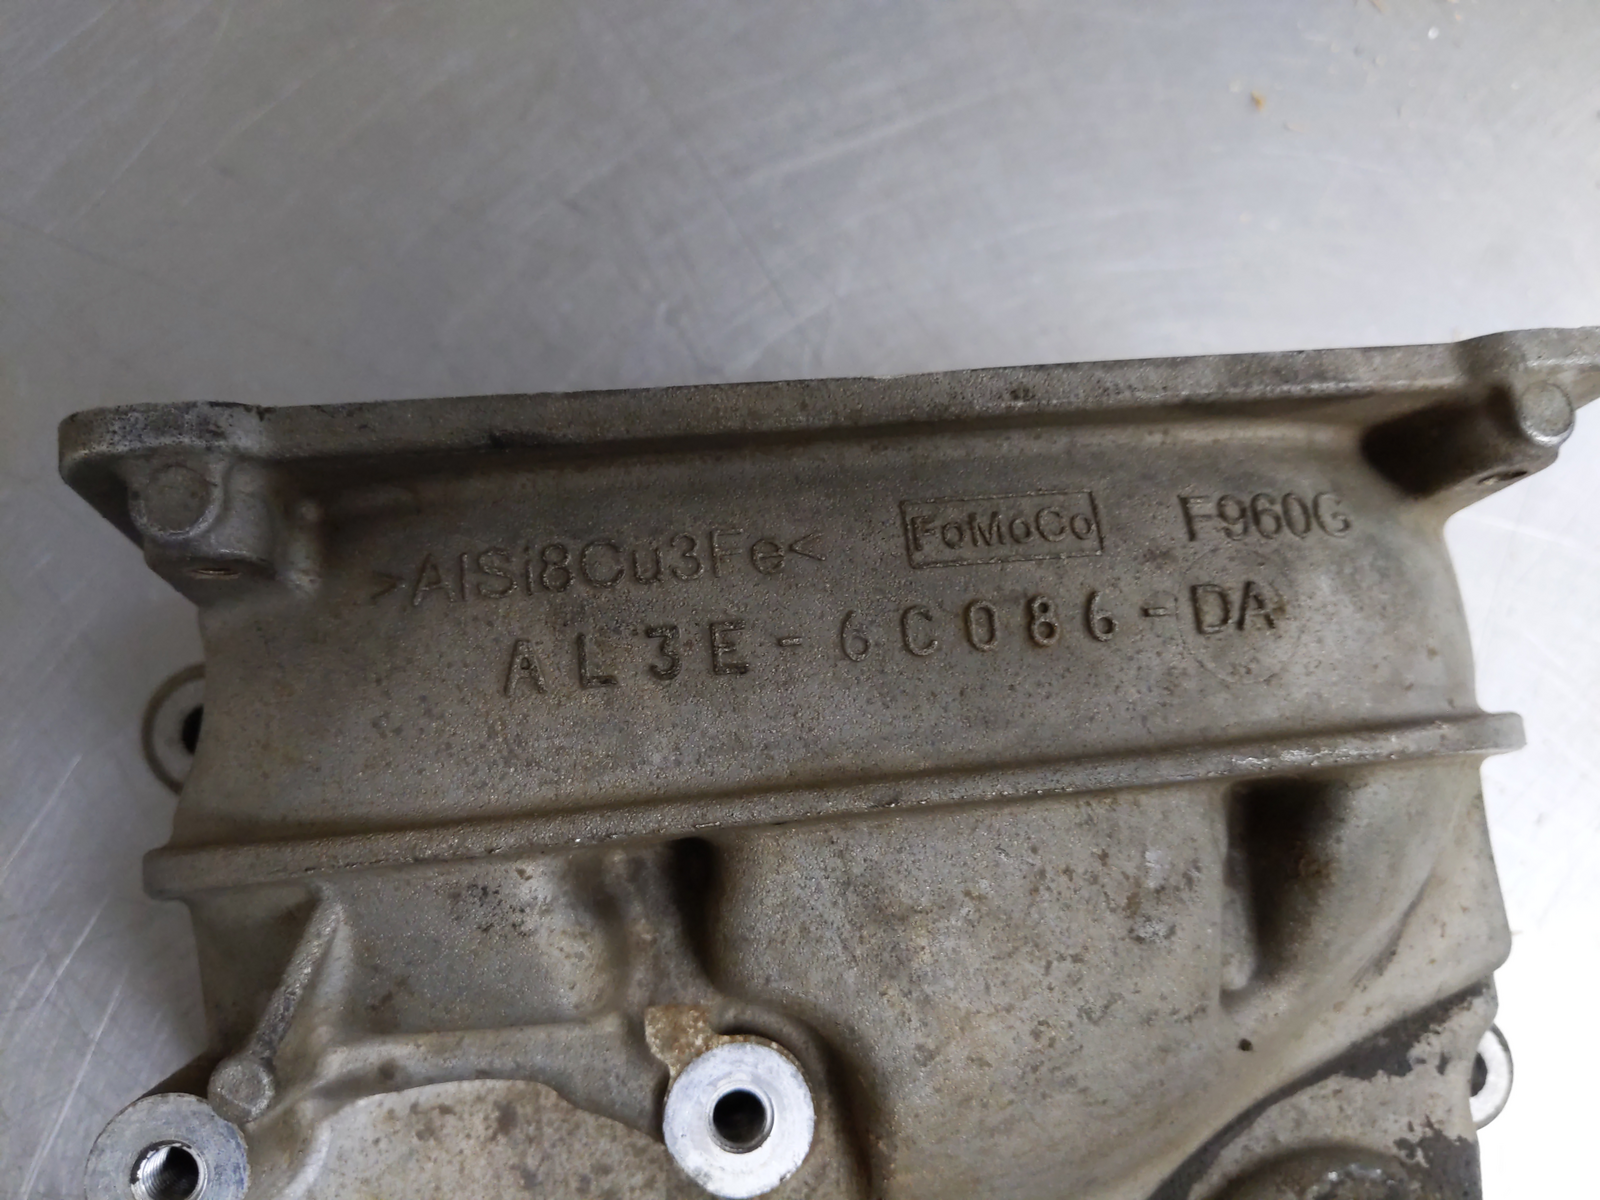 >AlSi8Cu3Fe< FoMoCo F960G
AL3E-6C086-DA